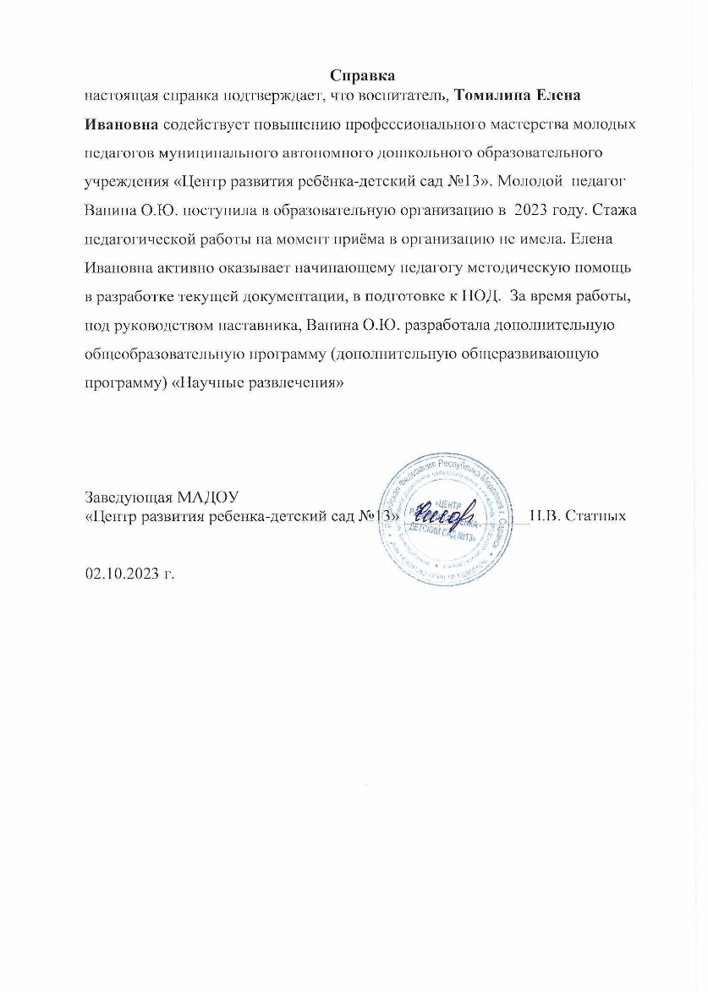 Справка
настоящая справка подтверждает, что воспитатель, Томилина Елена
Ивановна содействует повышению профессионального мастерства молодых
педагогов муниципального автономного дошкольного образовательного
учреждения «Центр развития ребёнка-детский сад №13». Молодой педагог
Ванина О.Ю. поступила в образовательную организацию в 2023 году. Стажа
педагогической работы на момент приёма в организацию не имела. Елена
Ивановна активно оказывает начинающему педагогу методическую помощь
в разработке текущей документации, в подготовке к НОД. За время работы,
под руководством наставника, Ванина О.Ю. разработала дополнительную
общеобразовательную программу (дополнительную общеразвивающую
программу) «Научные развлечения»
Заведующая МАДОУ
«Центр развития ребенка-детский сад №13» Н.В. Статных
Российская Федерация Республика Мордовия г. Саранск
«ЦЕНТР
ДЕТСКИЙ САД №13»
02.10.2023 г.